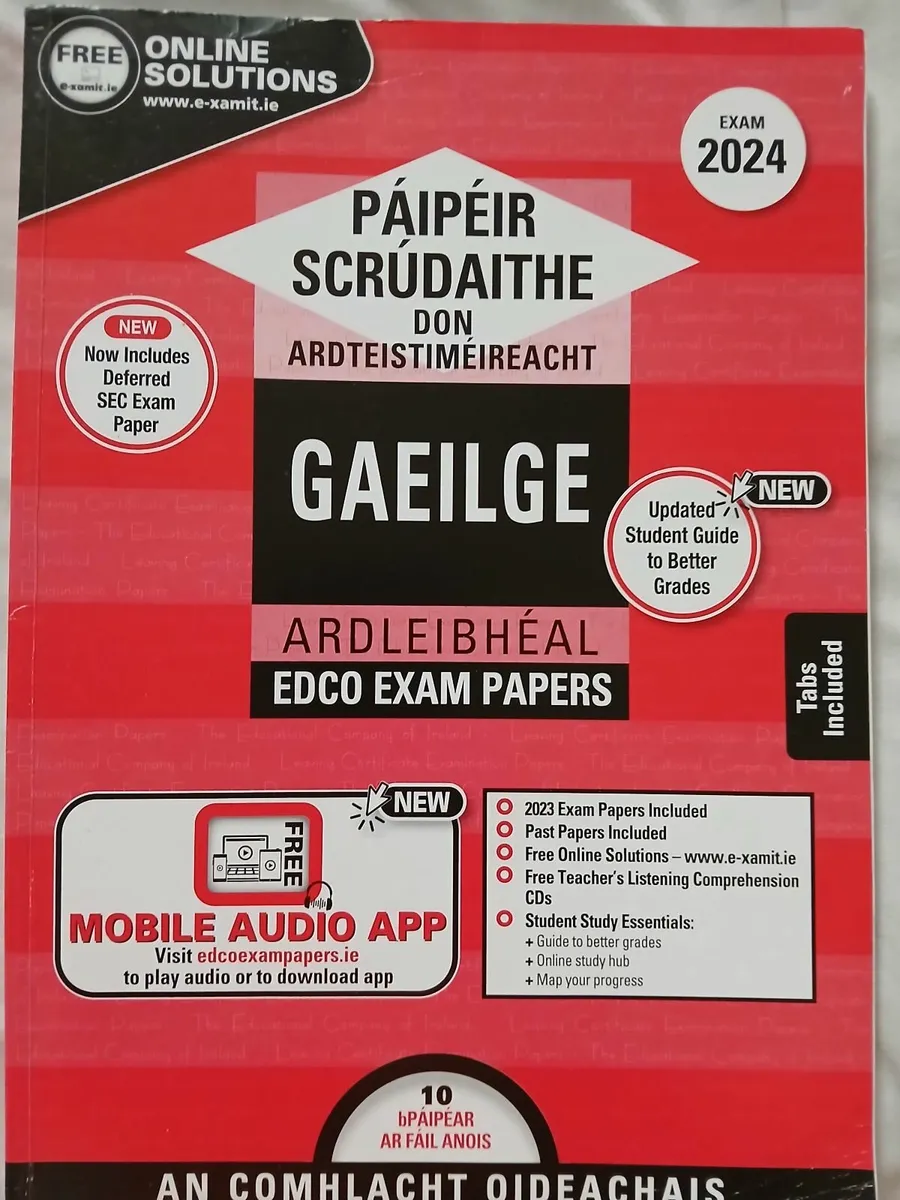 FREE
e-xamit.ie
ONLINE
SOLUTIONS
www.e-xamit.ie
EXAM
2024
PÁIPÉIR
SCRÚDAITHE
DON
ARDTEISTIMÉIREACHT
NEW
Now Includes
Deferred
SEC Exam
Paper
GAEILGE
NEW
Updated
Student Guide
to Better
Grades
ARDLEIBHÉAL
EDCO EXAM PAPERS
Tabs
Included
NEW
FREE
MOBILE AUDIO APP
Visit edcoexampapers.ie
to play audio or to download app
2023 Exam Papers Included
Past Papers Included
Free Online Solutions – www.e-xamit.ie
Free Teacher's Listening Comprehension
CDs
Student Study Essentials:
+ Guide to better grades
+ Online study hub
+ Map your progress
10
bPÁIPÉAR
AR FÁIL ANOIS
AN COMHLACHT OIDEACHAIS